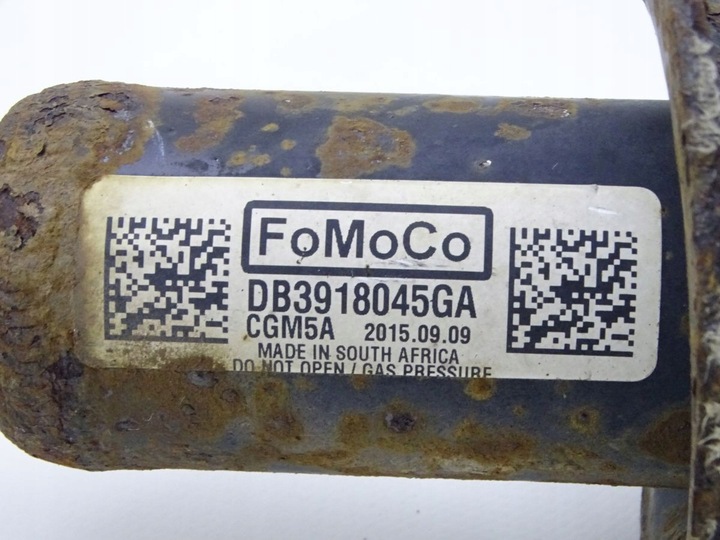 FoMoCo
DB3918045GA
CGM5A 2015.09.09
MADE IN SOUTH AFRICA
DO NOT OPEN / GAS PRESSURE